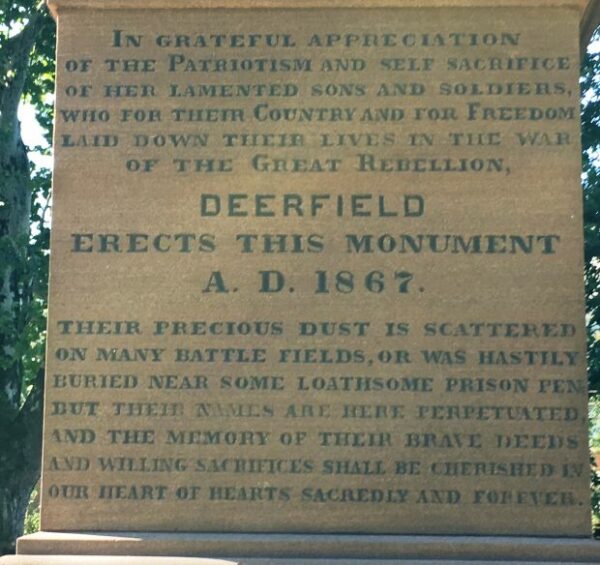 IN GRATEFUL APPRECIATION
OF THE PATRIOTISM AND SELF SACRIFICE
OF HER LAMENTED SONS AND SOLDIERS,
WHO FOR THEIR COUNTRY AND FOR FREEDOM
LAID DOWN THEIR LIVES IN THE WAR
OF THE GREAT REBELLION,
DEERFIELD
ERECTS THIS MONUMENT
A. D. 1867.
THEIR PRECIOUS DUST IS SCATTERED
ON MANY BATTLE FIELDS, OR WAS HASTILY
BURIED NEAR SOME LOATHSOME PRISON PEN
BUT THEIR NAMES ARE HERE PERPETUATED,
AND THE MEMORY OF THEIR BRAVE DEEDS
AND WILLING SACRIFICES SHALL BE CHERISHED IN
OUR HEART OF HEARTS SACREDLY AND FOREVER.